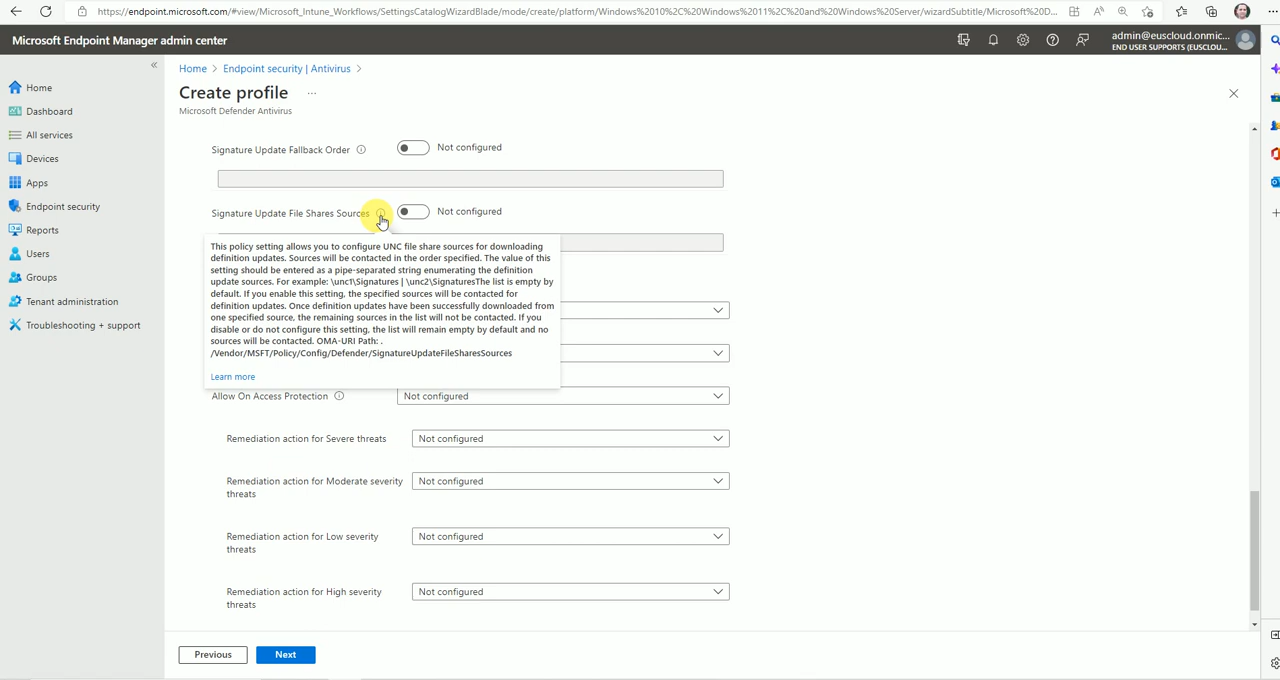 https://endpoint.microsoft.com/#view/Microsoft_Intune_Workflows/SettingsCatalogWizardBlade/mode/create/platform/Windows%2010%2C%20Windows%2011%2C%20and%20Windows%20Server/wizardSubtitle/Microsoft%20D...
Microsoft Endpoint Manager admin center
admin@euscloud.onmic...
END USER SUPPORTS (EUSCLOU...
Home
Dashboard
All services
Devices
Apps
Endpoint security
Reports
Users
Groups
Tenant administration
Troubleshooting + support
Home > Endpoint security | Antivirus >
Create profile ...
Microsoft Defender Antivirus
Signature Update Fallback Order Not configured
Signature Update File Shares Sources Not configured
This policy setting allows you to configure UNC file share sources for downloading
definition updates. Sources will be contacted in the order specified. The value of this
setting should be entered as a pipe-separated string enumerating the definition
update sources. For example: \unc1\Signatures | \unc2\SignaturesThe list is empty by
default. If you enable this setting, the specified sources will be contacted for
definition updates. Once definition updates have been successfully downloaded from
one specified source, the remaining sources in the list will not be contacted. If you
disable or do not configure this setting, the list will remain empty by default and no
sources will be contacted. OMA-URI Path: .
/Vendor/MSFT/Policy/Config/Defender/SignatureUpdateFileSharesSources
Learn more
Allow On Access Protection Not configured
Remediation action for Severe threats Not configured
Remediation action for Moderate severity
threats
Not configured
Remediation action for Low severity
threats
Not configured
Remediation action for High severity
threats
Not configured
Previous
Next